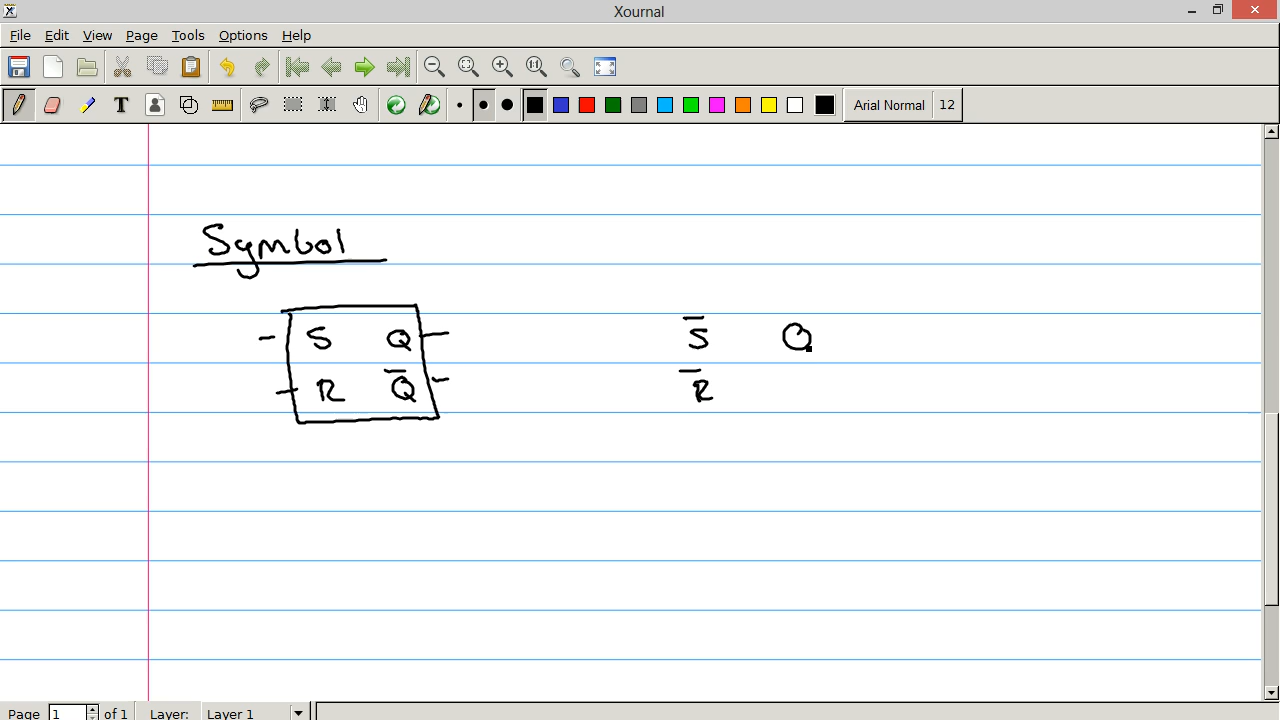 Xournal
File Edit View Page Tools Options Help
Arial Normal 12
Symbol
S Q S̅ Q
R Q̅ R̅
Page 1 of 1 Layer: Layer 1